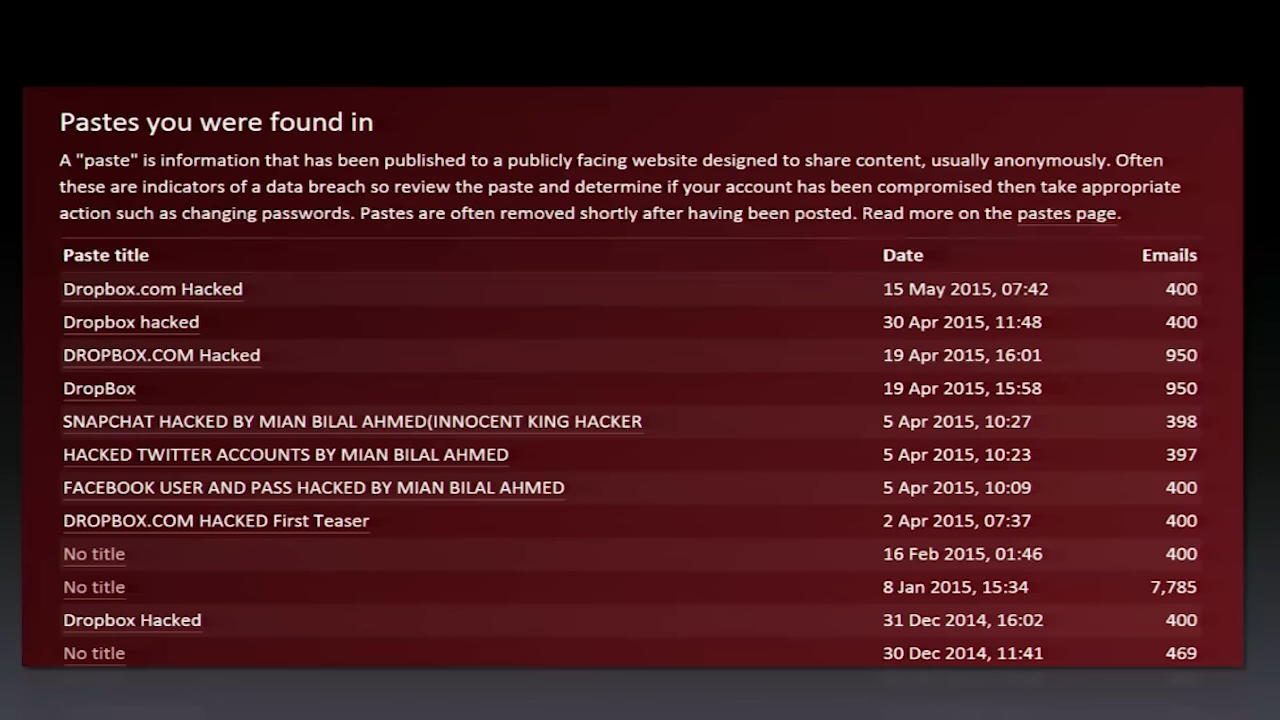 Pastes you were found in
A "paste" is information that has been published to a publicly facing website designed to share content, usually anonymously. Often
these are indicators of a data breach so review the paste and determine if your account has been compromised then take appropriate
action such as changing passwords. Pastes are often removed shortly after having been posted. Read more on the pastes page.
Paste title Date Emails
Dropbox.com Hacked 15 May 2015, 07:42 400
Dropbox hacked 30 Apr 2015, 11:48 400
DROPBOX.COM Hacked 19 Apr 2015, 16:01 950
DropBox 19 Apr 2015, 15:58 950
SNAPCHAT HACKED BY MIAN BILAL AHMED(INNOCENT KING HACKER 5 Apr 2015, 10:27 398
HACKED TWITTER ACCOUNTS BY MIAN BILAL AHMED 5 Apr 2015, 10:23 397
FACEBOOK USER AND PASS HACKED BY MIAN BILAL AHMED 5 Apr 2015, 10:09 400
DROPBOX.COM HACKED First Teaser 2 Apr 2015, 07:37 400
No title 16 Feb 2015, 01:46 400
No title 8 Jan 2015, 15:34 7,785
Dropbox Hacked 31 Dec 2014, 16:02 400
No title 30 Dec 2014, 11:41 469